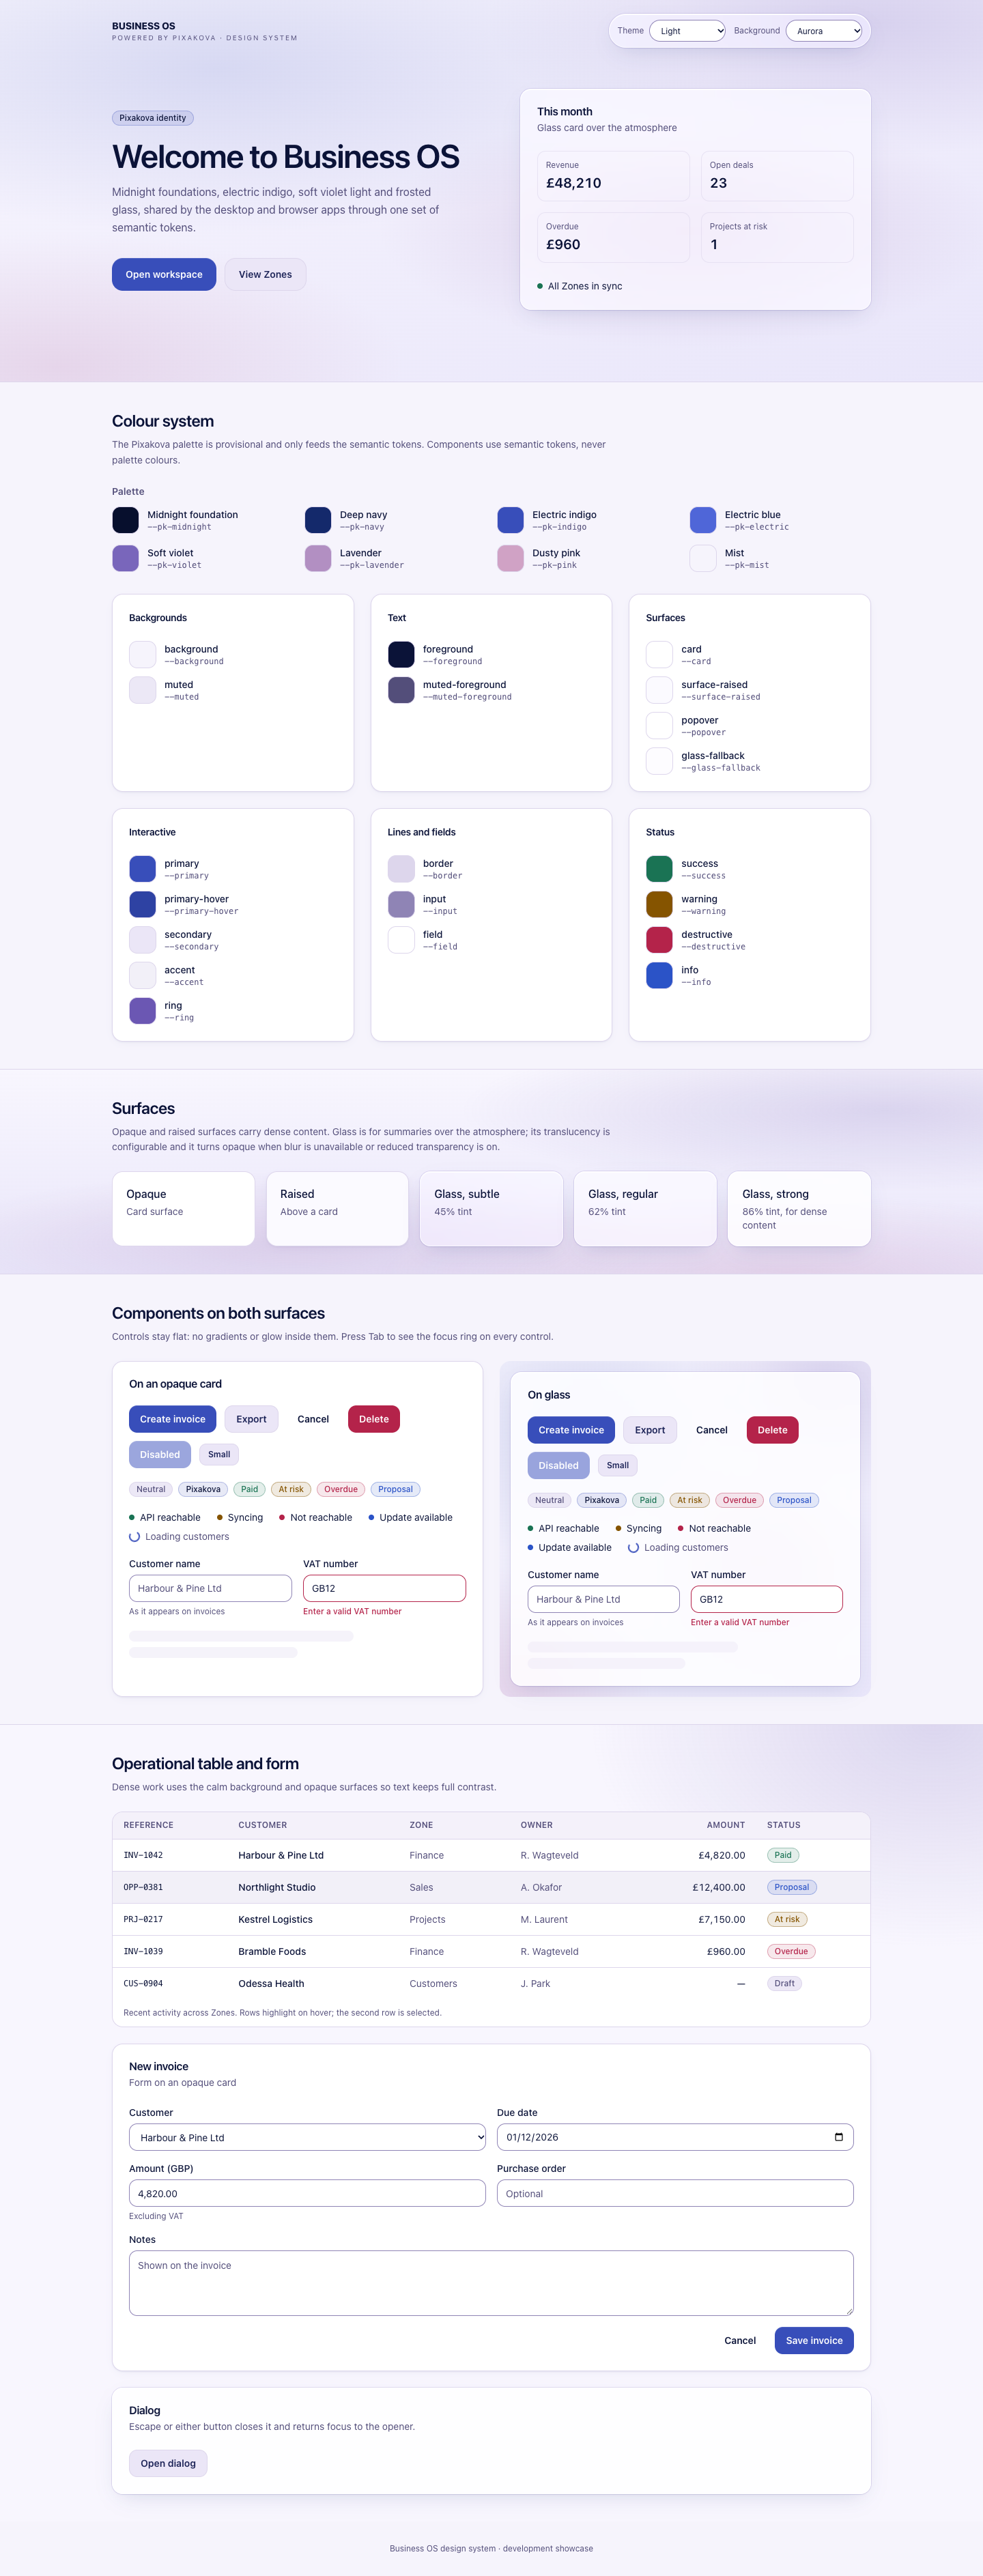 BUSINESS OS
POWERED BY PIXAKOVA · DESIGN SYSTEM
Theme Light Background Aurora
Pixakova identity
Welcome to Business OS
Midnight foundations, electric indigo, soft violet light and frosted
glass, shared by the desktop and browser apps through one set of
semantic tokens.
Open workspace View Zones
This month
Glass card over the atmosphere
Revenue
£48,210
Open deals
23
Overdue
£960
Projects at risk
1
All Zones in sync
Colour system
The Pixakova palette is provisional and only feeds the semantic tokens. Components use semantic tokens, never
palette colours.
Palette
Midnight foundation
--pk-midnight
Deep navy
--pk-navy
Electric indigo
--pk-indigo
Electric blue
--pk-electric
Soft violet
--pk-violet
Lavender
--pk-lavender
Dusty pink
--pk-pink
Mist
--pk-mist
Backgrounds
background
--background
muted
--muted
Text
foreground
--foreground
muted-foreground
--muted-foreground
Surfaces
card
--card
surface-raised
--surface-raised
popover
--popover
glass-fallback
--glass-fallback
Interactive
primary
--primary
primary-hover
--primary-hover
secondary
--secondary
accent
--accent
ring
--ring
Lines and fields
border
--border
input
--input
field
--field
Status
success
--success
warning
--warning
destructive
--destructive
info
--info
Surfaces
Opaque and raised surfaces carry dense content. Glass is for summaries over the atmosphere; its translucency is
configurable and it turns opaque when blur is unavailable or reduced transparency is on.
Opaque
Card surface
Raised
Above a card
Glass, subtle
45% tint
Glass, regular
62% tint
Glass, strong
86% tint, for dense
content
Components on both surfaces
Controls stay flat: no gradients or glow inside them. Press Tab to see the focus ring on every control.
On an opaque card
Create invoice Export Cancel Delete
Disabled Small
Neutral Pixakova Paid At risk Overdue Proposal
API reachable Syncing Not reachable Update available
Loading customers
Customer name
Harbour & Pine Ltd
As it appears on invoices
VAT number
GB12
Enter a valid VAT number
On glass
Create invoice Export Cancel Delete
Disabled Small
Neutral Pixakova Paid At risk Overdue Proposal
API reachable Syncing Not reachable
Update available Loading customers
Customer name
Harbour & Pine Ltd
As it appears on invoices
VAT number
GB12
Enter a valid VAT number
Operational table and form
Dense work uses the calm background and opaque surfaces so text keeps full contrast.
REFERENCE CUSTOMER ZONE OWNER AMOUNT STATUS
INV-1042 Harbour & Pine Ltd Finance R. Wagteveld £4,820.00 Paid
OPP-0381 Northlight Studio Sales A. Okafor £12,400.00 Proposal
PRJ-0217 Kestrel Logistics Projects M. Laurent £7,150.00 At risk
INV-1039 Bramble Foods Finance R. Wagteveld £960.00 Overdue
CUS-0904 Odessa Health Customers J. Park — Draft
Recent activity across Zones. Rows highlight on hover; the second row is selected.
New invoice
Form on an opaque card
Customer
Harbour & Pine Ltd
Due date
01/12/2026
Amount (GBP)
4,820.00
Excluding VAT
Purchase order
Optional
Notes
Shown on the invoice
Cancel Save invoice
Dialog
Escape or either button closes it and returns focus to the opener.
Open dialog
Business OS design system · development showcase